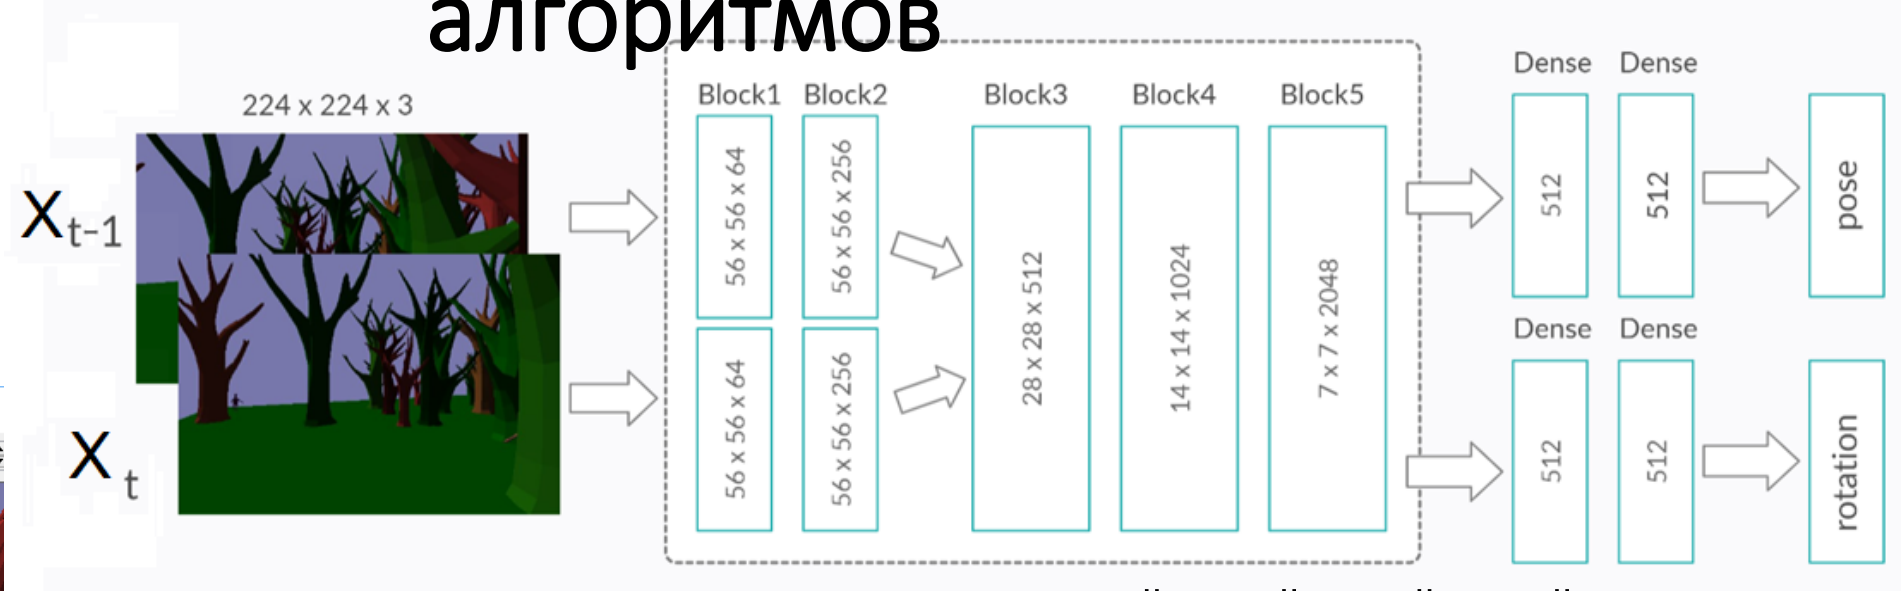 алгоритмов
224 x 224 x 3
X t-1
X t
Block1 Block2 Block3 Block4 Block5
56 x 56 x 64
56 x 56 x 256
56 x 56 x 64
56 x 56 x 256
28 x 28 x 512
14 x 14 x 1024
7 x 7 x 2048
Dense Dense
512
512
pose
Dense Dense
512
512
rotation